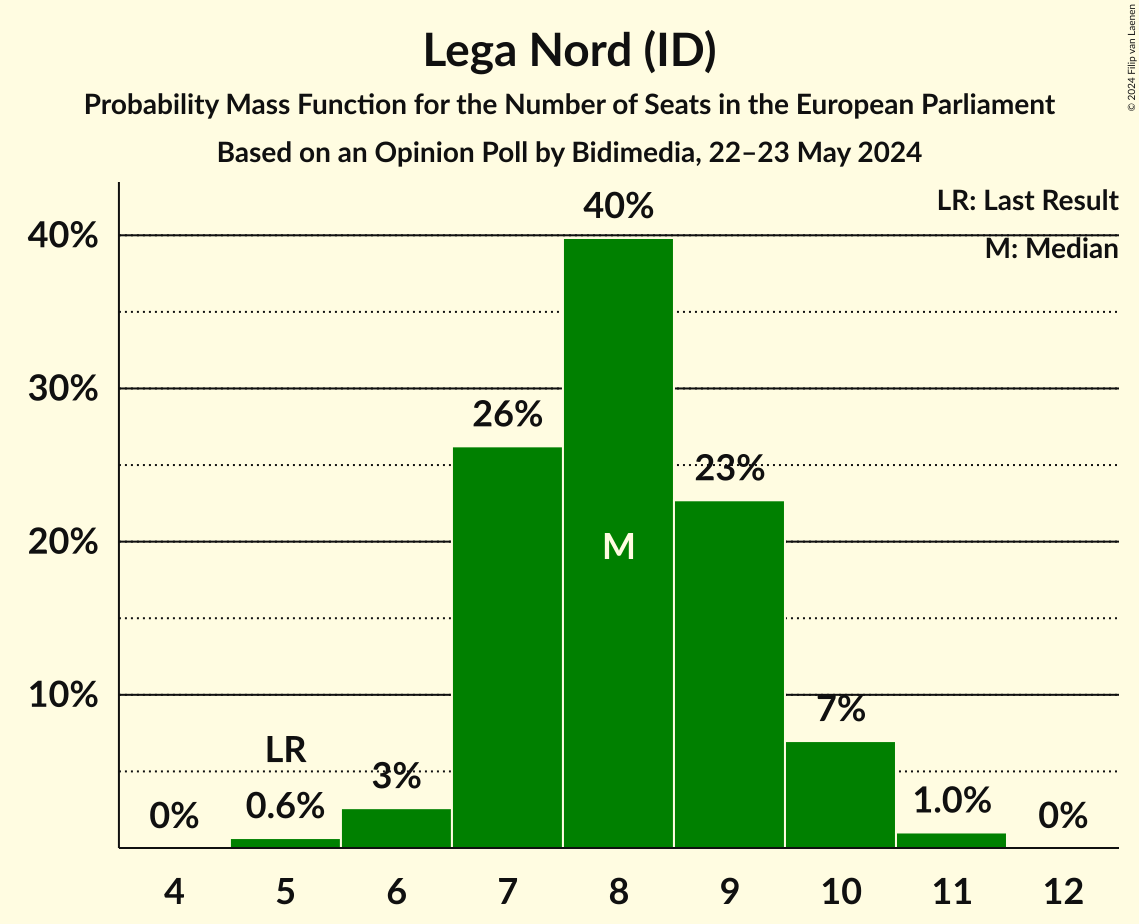 Lega Nord (ID)
Probability Mass Function for the Number of Seats in the European Parliament
Based on an Opinion Poll by Bidimedia, 22–23 May 2024
© 2024 Filip van Laenen
LR: Last Result
M: Median
40%
30%
20%
10%
0%
LR
0.6%
3%
26%
40%
M
23%
7%
1.0%
0%
4 5 6 7 8 9 10 11 12